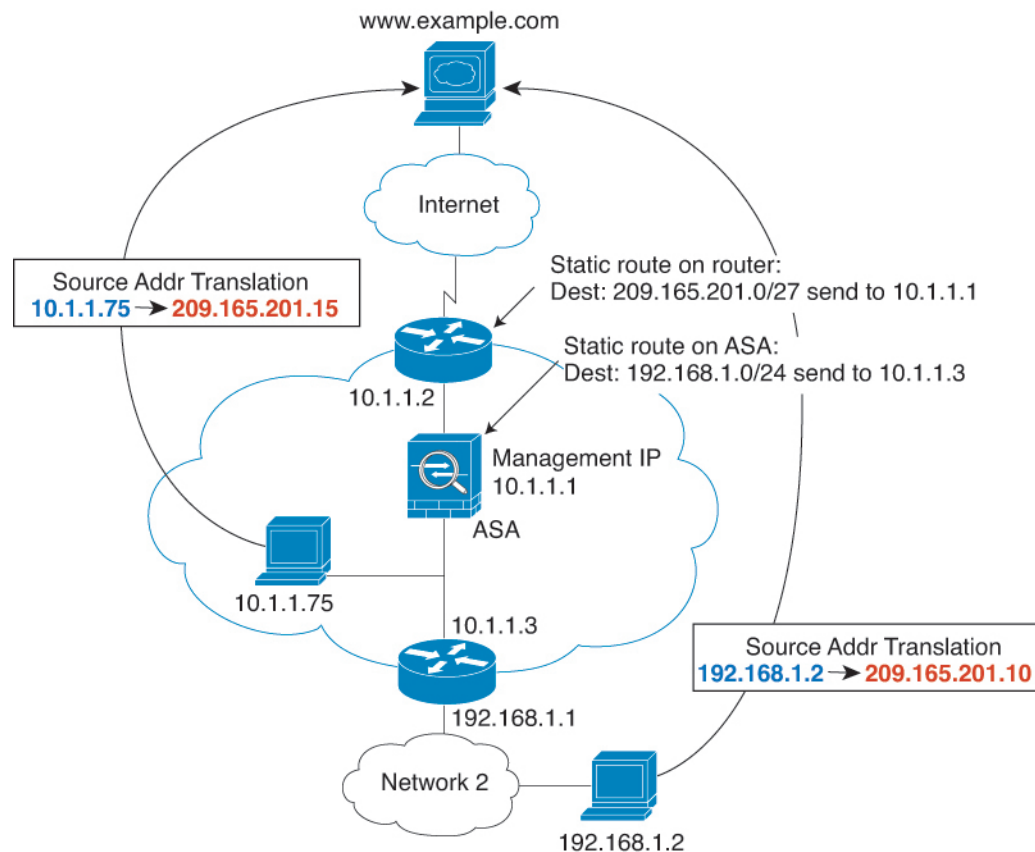 www.example.com
Internet
Static route on router:
Dest: 209.165.201.0/27 send to 10.1.1.1
Source Addr Translation
10.1.1.75 209.165.201.15
Static route on ASA:
Dest: 192.168.1.0/24 send to 10.1.1.3
10.1.1.2
Management IP
10.1.1.1
ASA
10.1.1.75
10.1.1.3
Source Addr Translation
192.168.1.2 209.165.201.10
192.168.1.1
Network 2
192.168.1.2